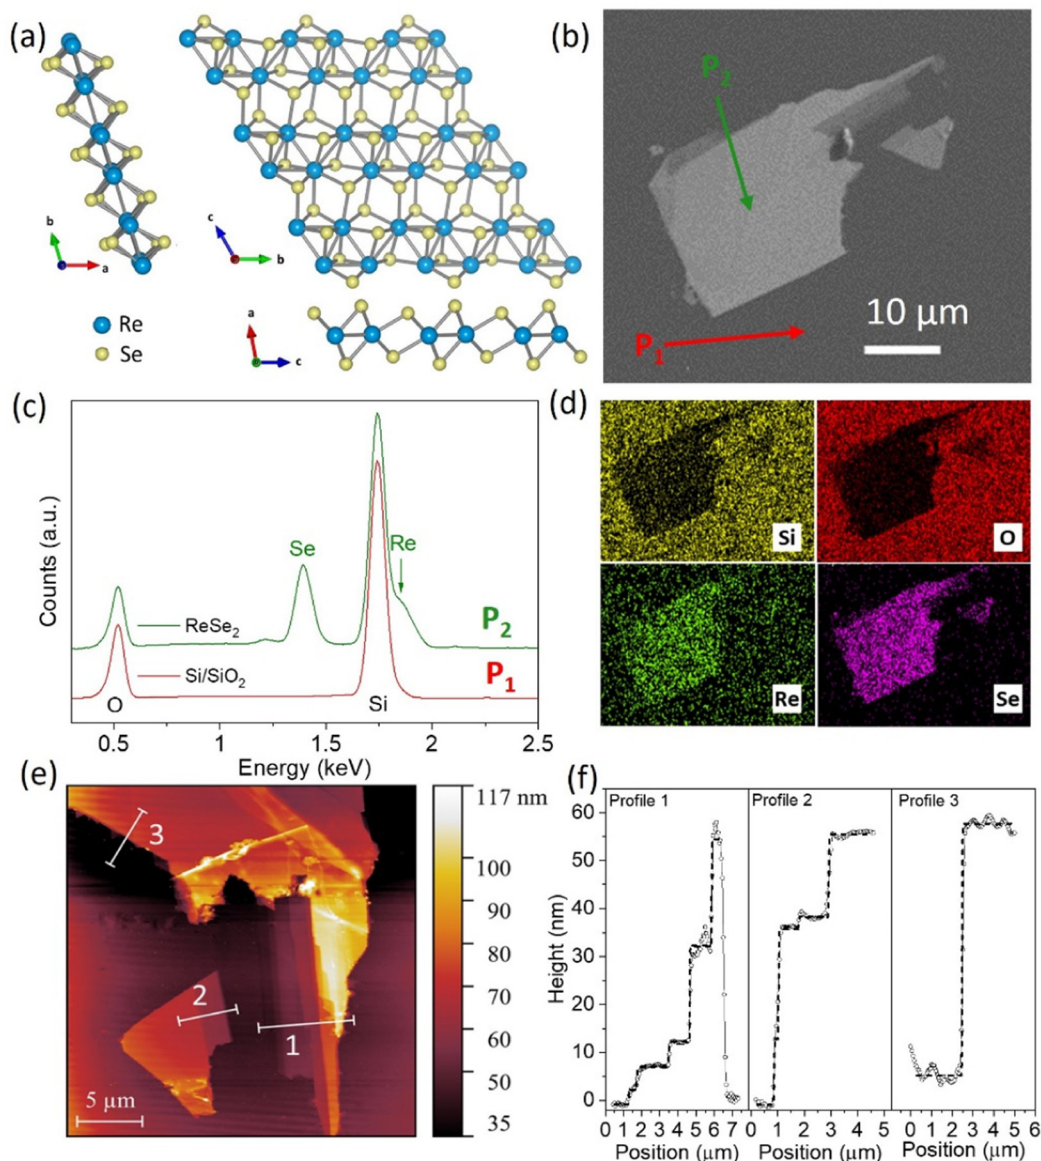 (a)
b
a
c
b
Re
Se
a
c
(b)
P2
P1
10 μm
(c)
Counts (a.u.)
Se
Re
ReSe2
P2
Si/SiO2
P1
O
Si
0.5
1
1.5
2
2.5
Energy (keV)
(d)
Si
O
Re
Se
(e)
3
2
1
5 μm
117 nm
100
90
80
70
60
50
35
(f)
Profile 1
Profile 2
Profile 3
Height (nm)
60
50
40
30
20
10
0
0 1 2 3 4 5 6 7
0 1 2 3 4 5
0 1 2 3 4 5 6
Position (μm)
Position (μm)
Position (μm)